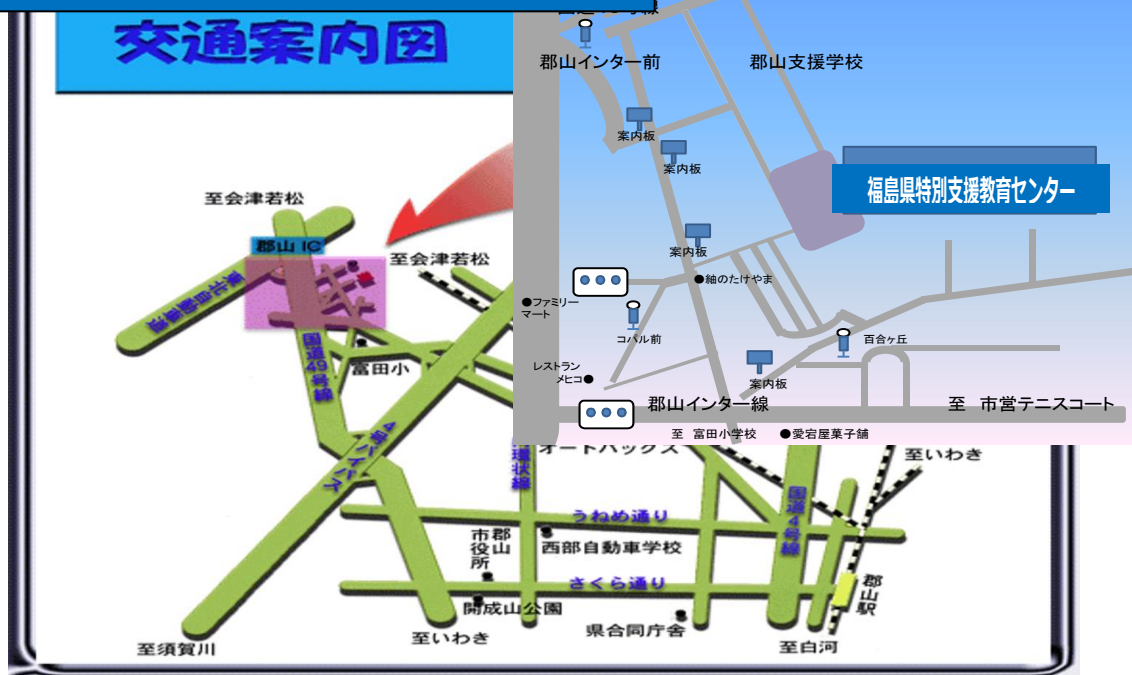 交通案内図
国道49号線
郡山インター前
郡山支援学校
案内板
案内板
福島県特別支援教育センター
案内板
●紬のたけやま
●ファミリー
マート
コパル前
百合ヶ丘
レストラン
メヒコ●
案内板
郡山インター線
至 市営テニスコート
至 富田小学校
●愛宕屋菓子舗
至会津若松
郡山 IC
至会津若松
東北自動車道
国道49号線
富田小
4号バイパス
環状線
オートバックス
至いわき
国道4号線
うねめ通り
郡山
市役所
西部自動車学校
さくら通り
郡山駅
開成山公園
県合同庁舎
至いわき
至白河
至須賀川